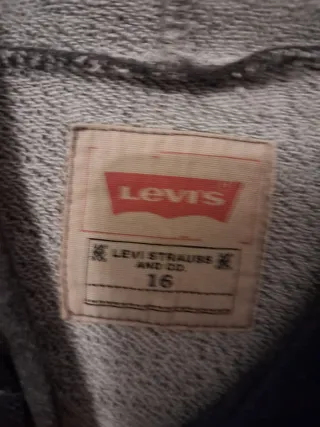 LEVI'S
LEVI STRAUSS
AND CO.
16